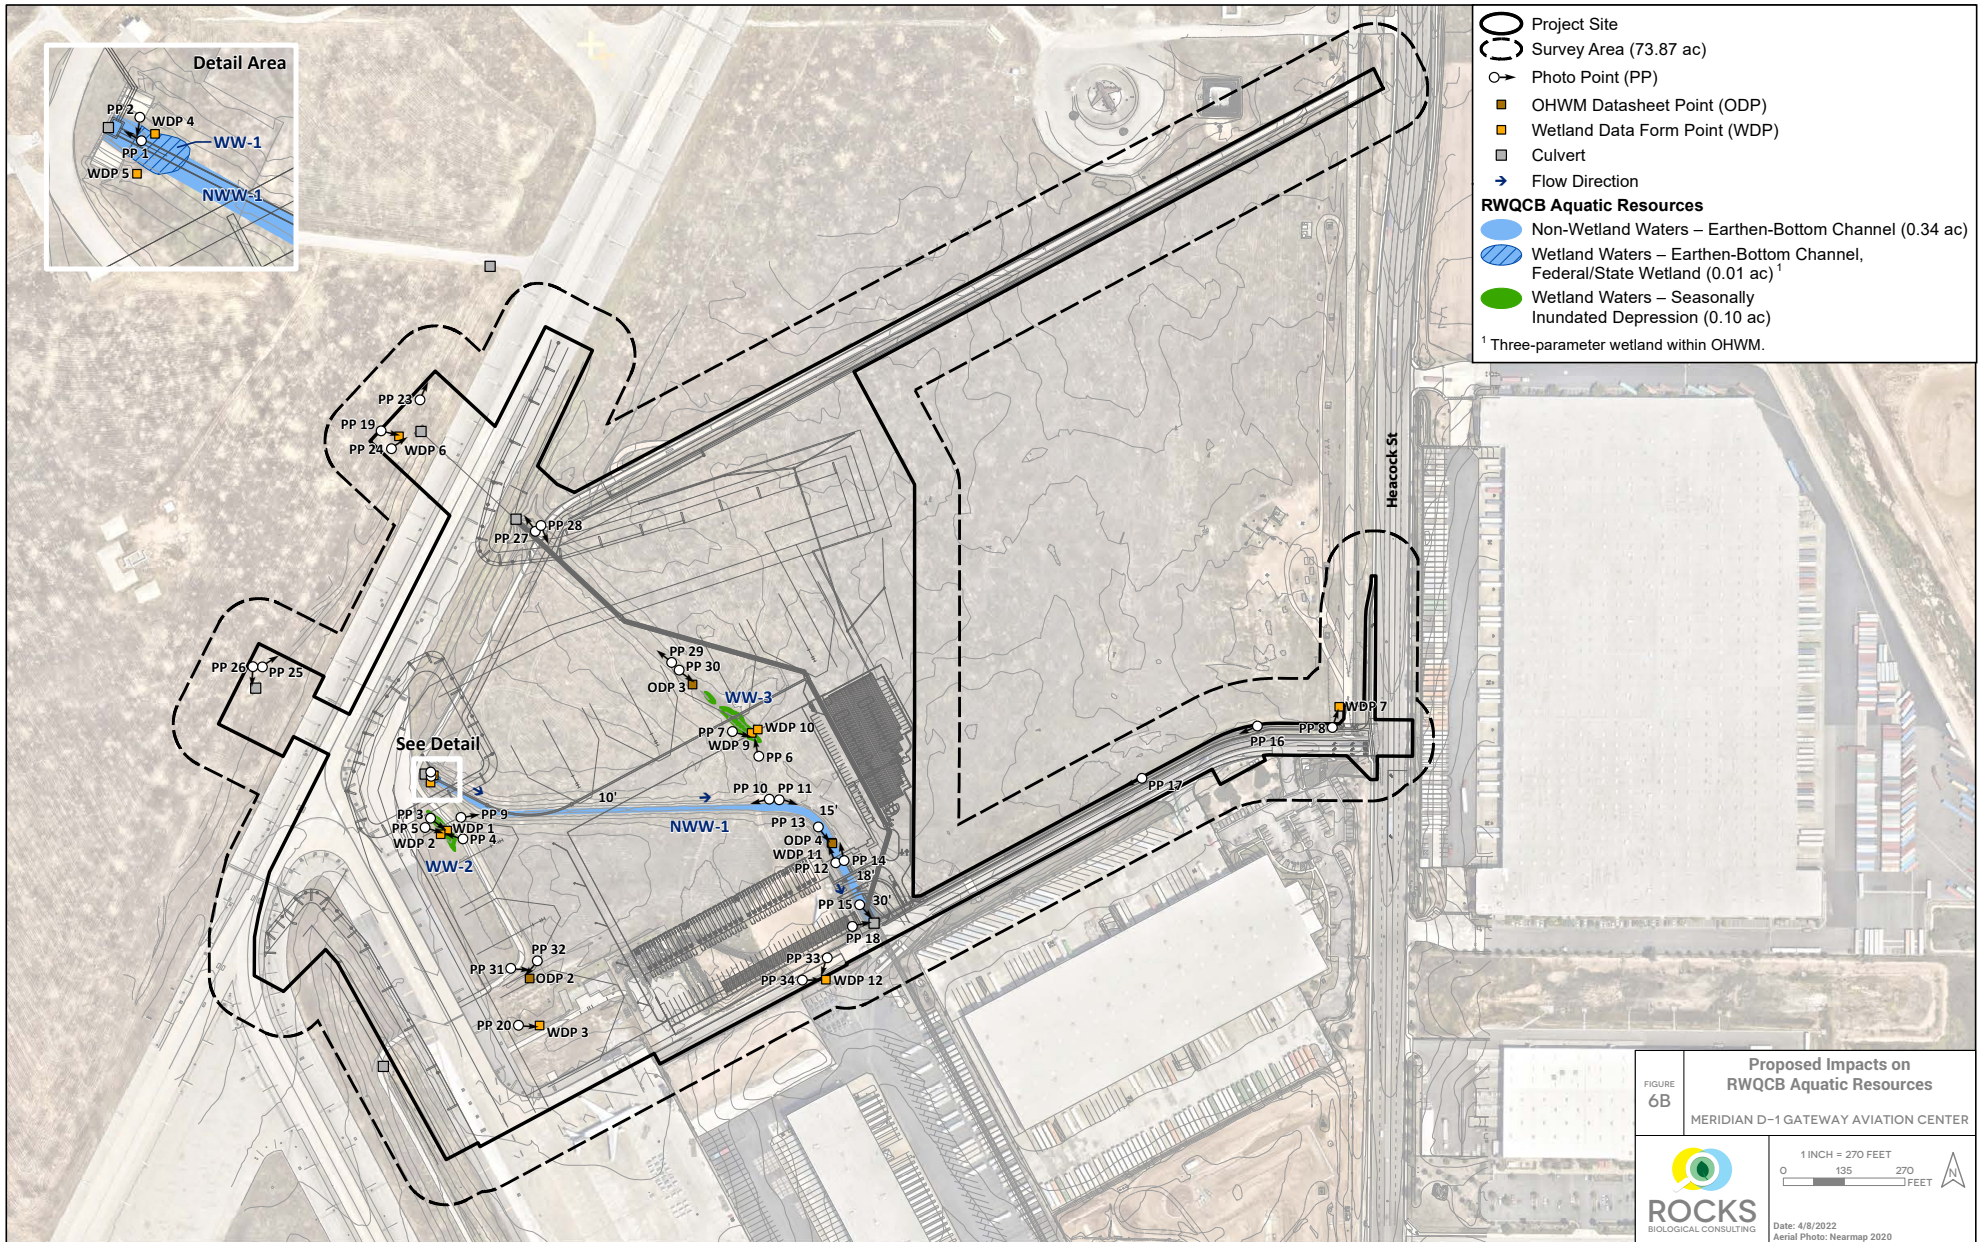 Detail Area
PP 2
WDP 4
WW-1
PP 1
WDP 5
NWW-1
Project Site
Survey Area (73.87 ac)
Photo Point (PP)
OHWM Datasheet Point (ODP)
Wetland Data Form Point (WDP)
Culvert
Flow Direction
RWQCB Aquatic Resources
Non-Wetland Waters – Earthen-Bottom Channel (0.34 ac)
Wetland Waters – Earthen-Bottom Channel,
Federal/State Wetland (0.01 ac) 1
Wetland Waters – Seasonally
Inundated Depression (0.10 ac)
1 Three-parameter wetland within OHWM.
PP 23
PP 19
PP 24
WDP 6
Heacock St
PP 28
PP 27
PP 29
PP 30
ODP 3
PP 26
PP 25
WW-3
WDP 7
PP 7
WDP 10
WDP 9
PP 8
PP 16
See Detail
PP 6
PP 17
10'
PP 10
PP 11
PP 3
PP 9
15'
NWW-1
PP 13
PP 5
WDP 1
WDP 2
PP 4
ODP 4
WDP 11
PP 14
PP 12
WW-2
18'
PP 15
30'
PP 18
PP 32
PP 31
ODP 2
PP 33
PP 34
WDP 12
PP 20
WDP 3
FIGURE
6B
Proposed Impacts on
RWQCB Aquatic Resources
MERIDIAN D-1 GATEWAY AVIATION CENTER
ROCKS
BIOLOGICAL CONSULTING
1 INCH = 270 FEET
0 135 270
FEET
N
Date: 4/8/2022
Aerial Photo: Nearmap 2020